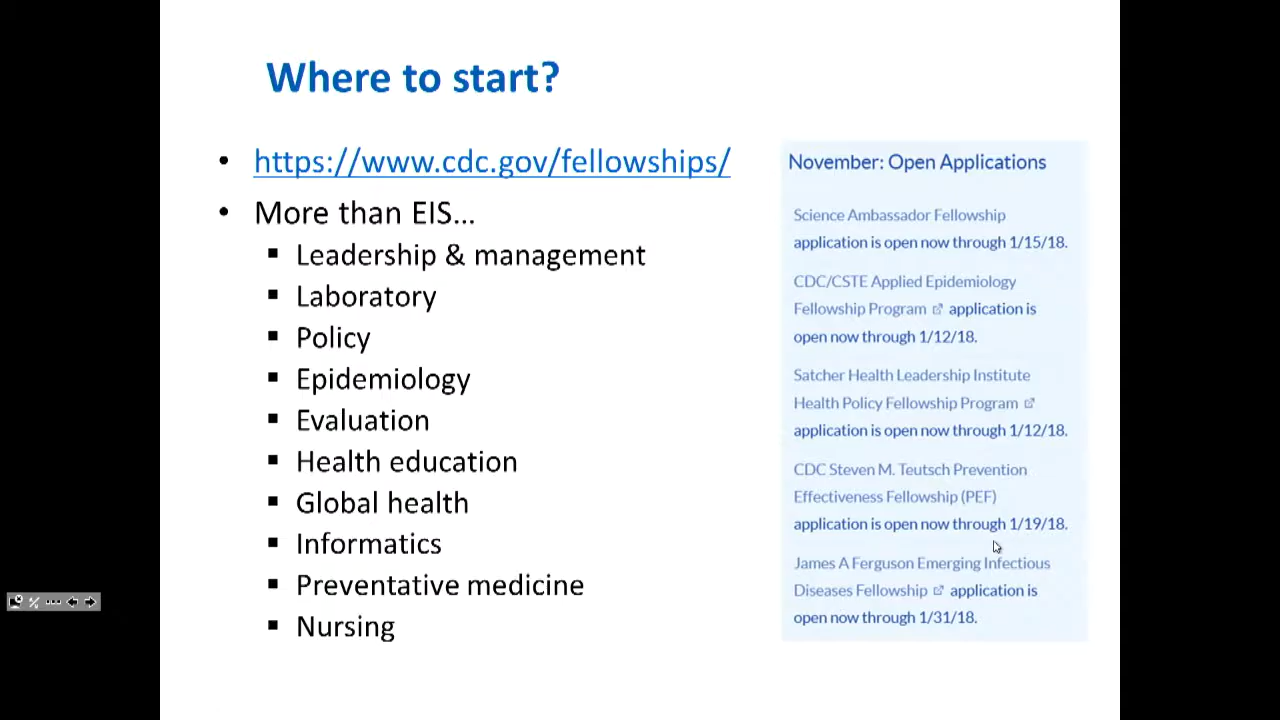 Where to start?
• https://www.cdc.gov/fellowships/
• More than EIS...
▪ Leadership & management
▪ Laboratory
▪ Policy
▪ Epidemiology
▪ Evaluation
▪ Health education
▪ Global health
▪ Informatics
▪ Preventative medicine
▪ Nursing
November: Open Applications
Science Ambassador Fellowship
application is open now through 1/15/18.
CDC/CSTE Applied Epidemiology
Fellowship Program application is
open now through 1/12/18.
Satcher Health Leadership Institute
Health Policy Fellowship Program
application is open now through 1/12/18.
CDC Steven M. Teutsch Prevention
Effectiveness Fellowship (PEF)
application is open now through 1/19/18.
James A Ferguson Emerging Infectious
Diseases Fellowship application is
open now through 1/31/18.